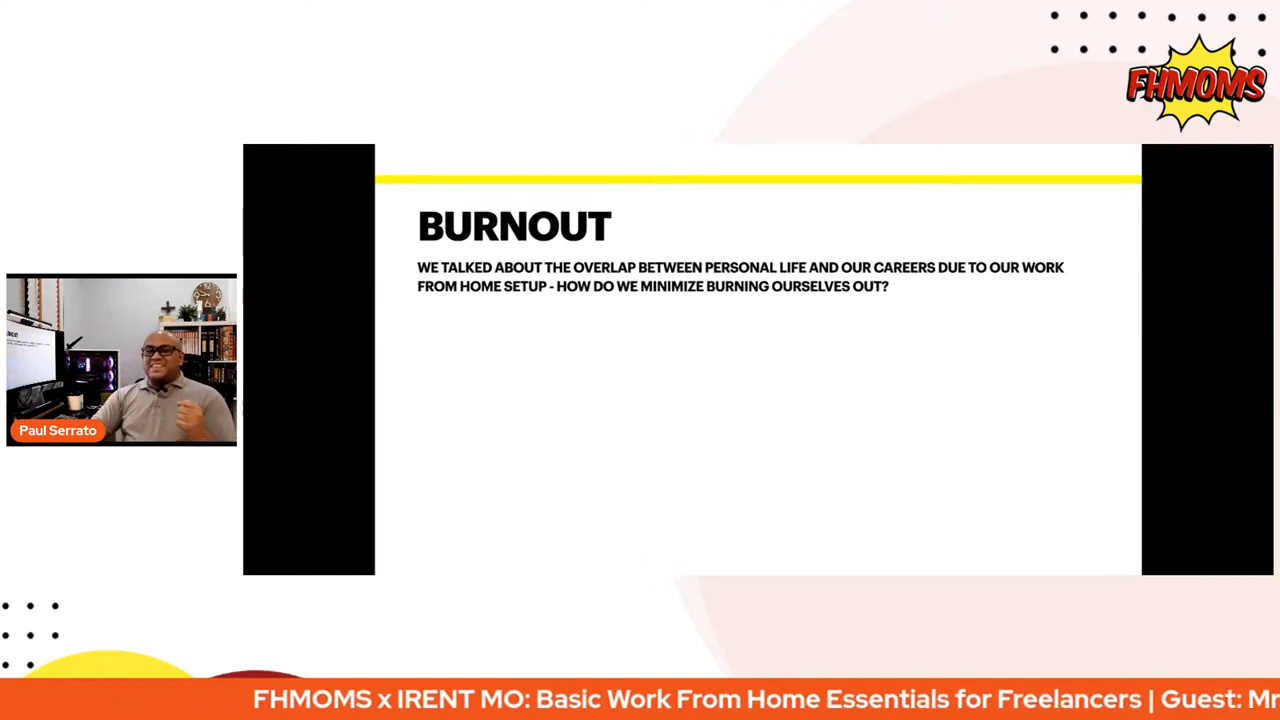 FHMOMS
BURNOUT
WE TALKED ABOUT THE OVERLAP BETWEEN PERSONAL LIFE AND OUR CAREERS DUE TO OUR WORK
FROM HOME SETUP - HOW DO WE MINIMIZE BURNING OURSELVES OUT?
Paul Serrato
FHMOMS x IRENT MO: Basic Work From Home Essentials for Freelancers | Guest: Mr